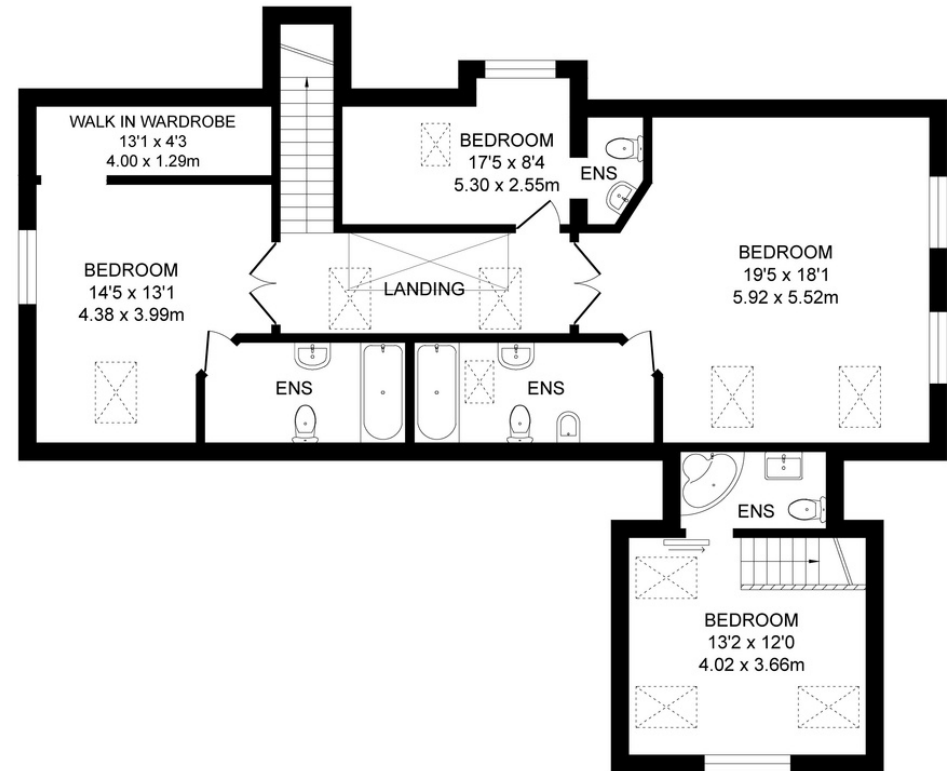 WALK IN WARDROBE
13'1 x 4'3
4.00 x 1.29m
BEDROOM
17'5 x 8'4
5.30 x 2.55m
ENS
BEDROOM
14'5 x 13'1
4.38 x 3.99m
LANDING
BEDROOM
19'5 x 18'1
5.92 x 5.52m
ENS
ENS
ENS
BEDROOM
13'2 x 12'0
4.02 x 3.66m